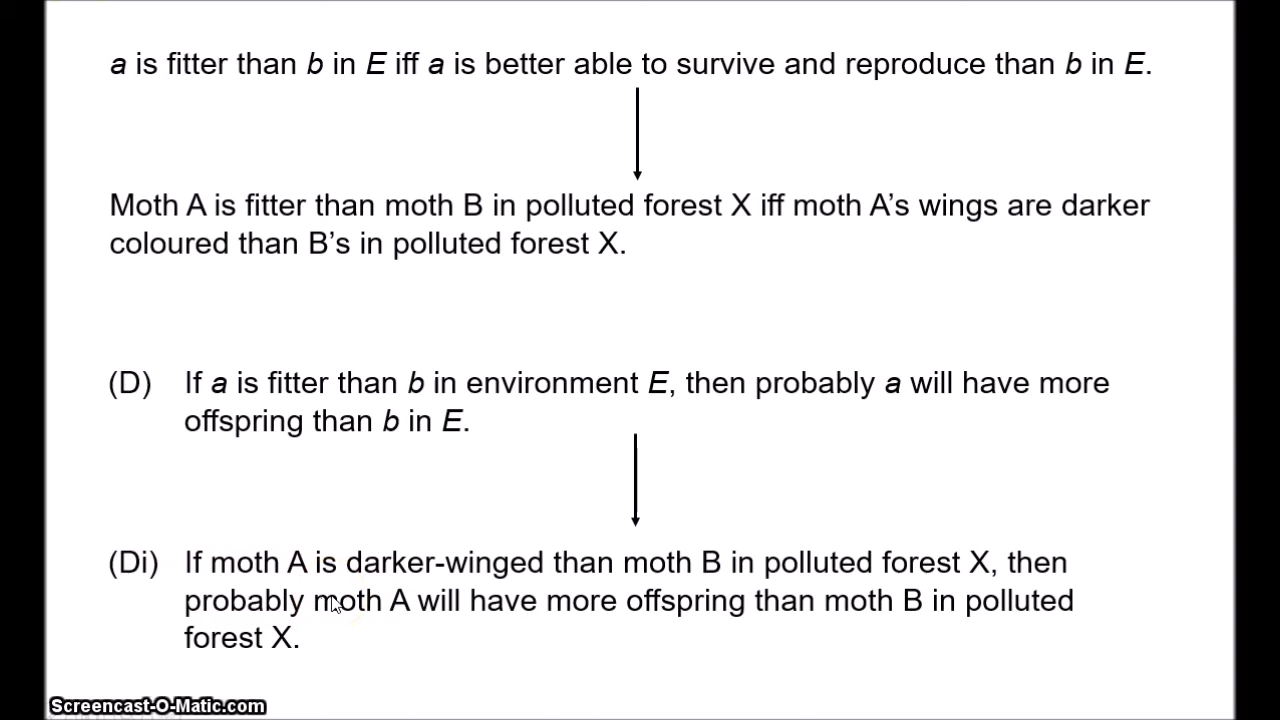 a is fitter than b in E iff a is better able to survive and reproduce than b in E.
Moth A is fitter than moth B in polluted forest X iff moth A’s wings are darker
coloured than B’s in polluted forest X.
(D) If a is fitter than b in environment E, then probably a will have more
offspring than b in E.
(Di) If moth A is darker-winged than moth B in polluted forest X, then
probably moth A will have more offspring than moth B in polluted
forest X.
Screencast-O-Matic.com